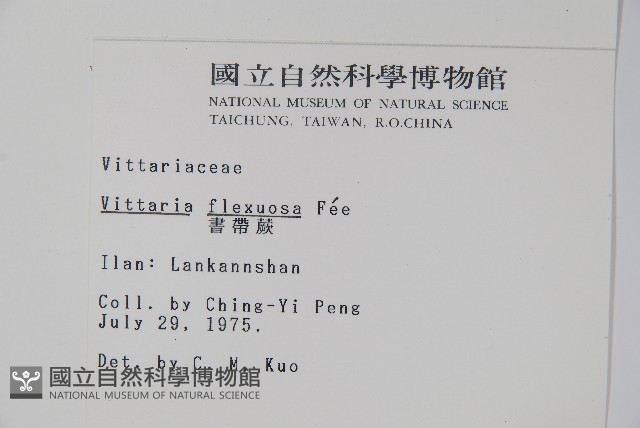 國立自然科學博物館
NATIONAL MUSEUM OF NATURAL SCIENCE
TAICHUNG, TAIWAN, R.O.CHINA
Vittariaceae
Vittaria flexuosa Fée
書帶蕨
Ilan: Lankannshan
Coll. by Ching-Yi Peng
July 29, 1975.
Det. by C. M. Kuo
國立自然科學博物館
NATIONAL MUSEUM OF NATURAL SCIENCE